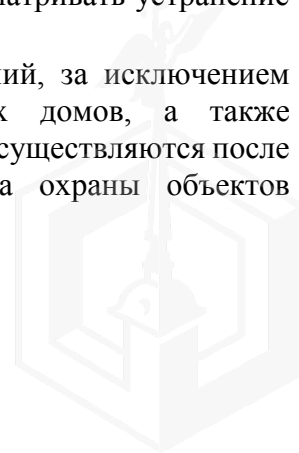 матривать устранение
ий, за исключением
х домов, а также
существляются после
а охраны объектов